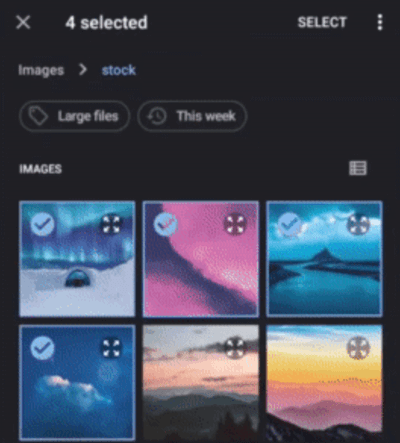 4 selected SELECT
Images stock
Large files This week
IMAGES